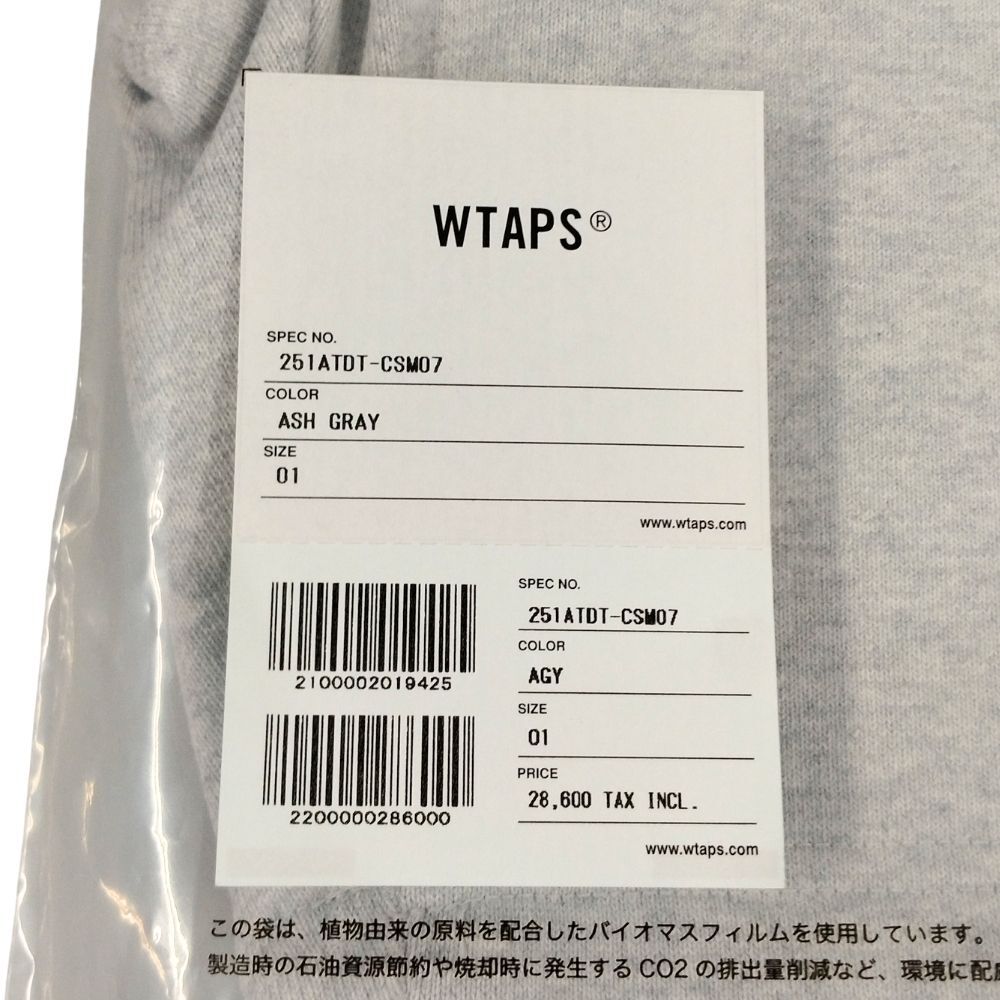 WTAPS®
SPEC NO.
251ATDT-CSM07
COLOR
ASH GRAY
SIZE
01
www.wtaps.com
2100002019425
2200000286000
SPEC NO.
251ATDT-CSM07
COLOR
AGY
SIZE
01
PRICE
28,600 TAX INCL.
www.wtaps.com
この袋は、植物由来の原料を配合したバイオマスフィルムを使用しています。
製造時の石油資源節約や焼却時に発生するCO2の排出量削減など、環境に配